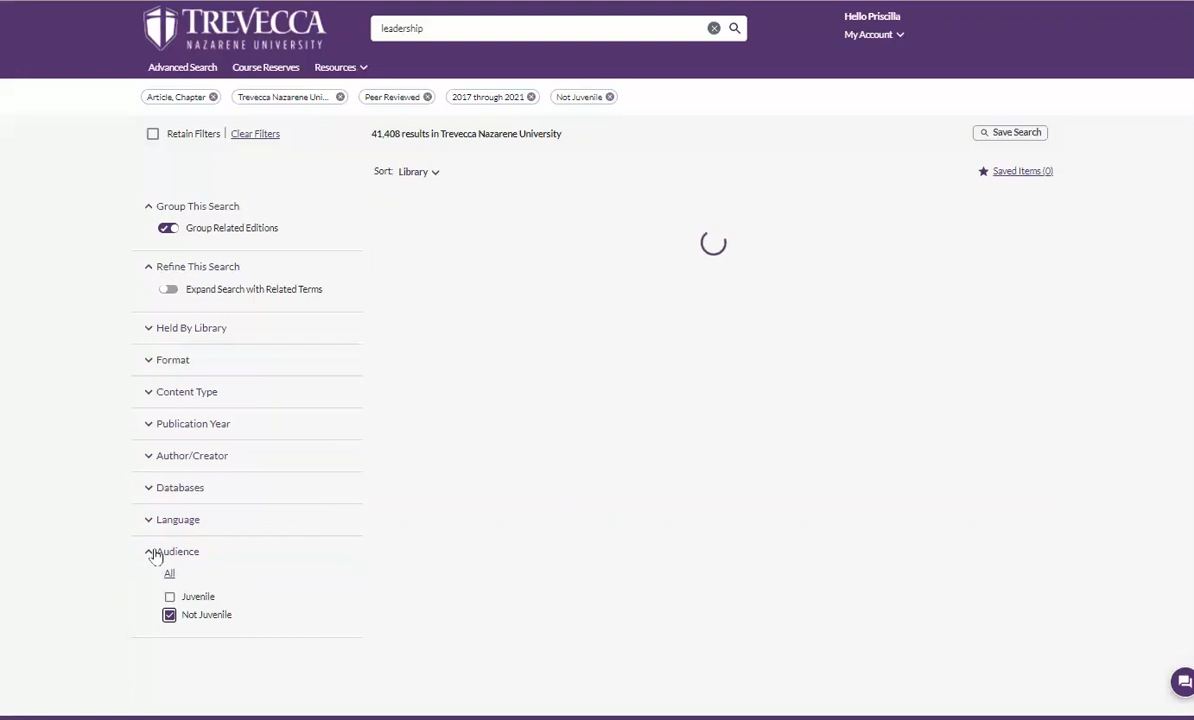 TREVECCA
NAZARENE UNIVERSITY
leadership
Hello Priscilla
My Account
Advanced Search Course Reserves Resources
Article, Chapter Trevecca Nazarene Uni... Peer Reviewed 2017 through 2021 Not Juvenile
Retain Filters Clear Filters 41,408 results in Trevecca Nazarene University Save Search
Sort: Library Saved Items (0)
Group This Search
Group Related Editions
Refine This Search
Expand Search with Related Terms
Held By Library
Format
Content Type
Publication Year
Author/Creator
Databases
Language
Audience
All
Juvenile
Not Juvenile